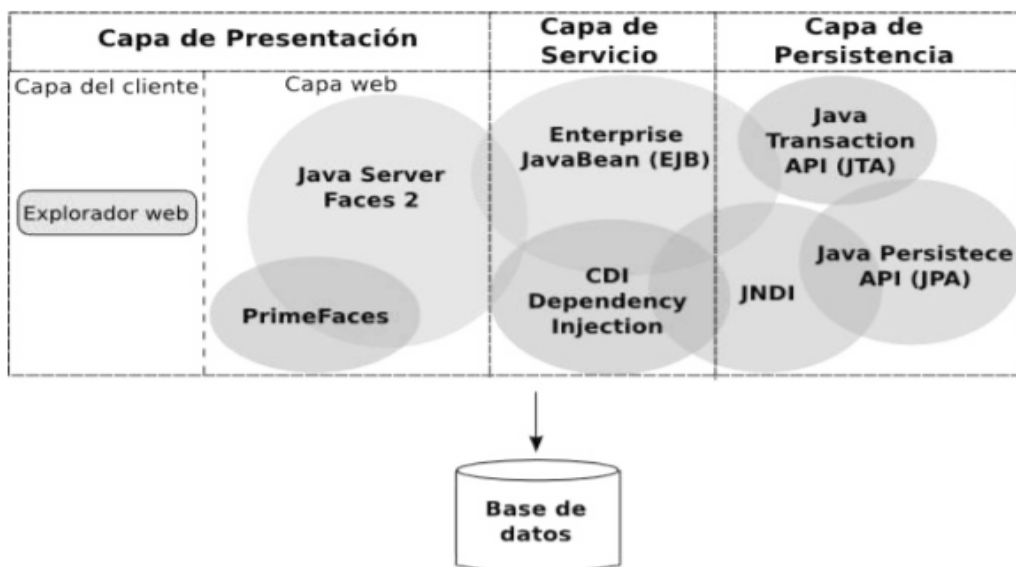 Capa de Presentación
Capa de
Servicio
Capa de
Persistencia
Capa del cliente
Capa web
Explorador web
Java Server
Faces 2
PrimeFaces
Enterprise
JavaBean (EJB)
CDI
Dependency
Injection
Java
Transaction
API (JTA)
JNDI
Java Persistece
API (JPA)
Base de
datos